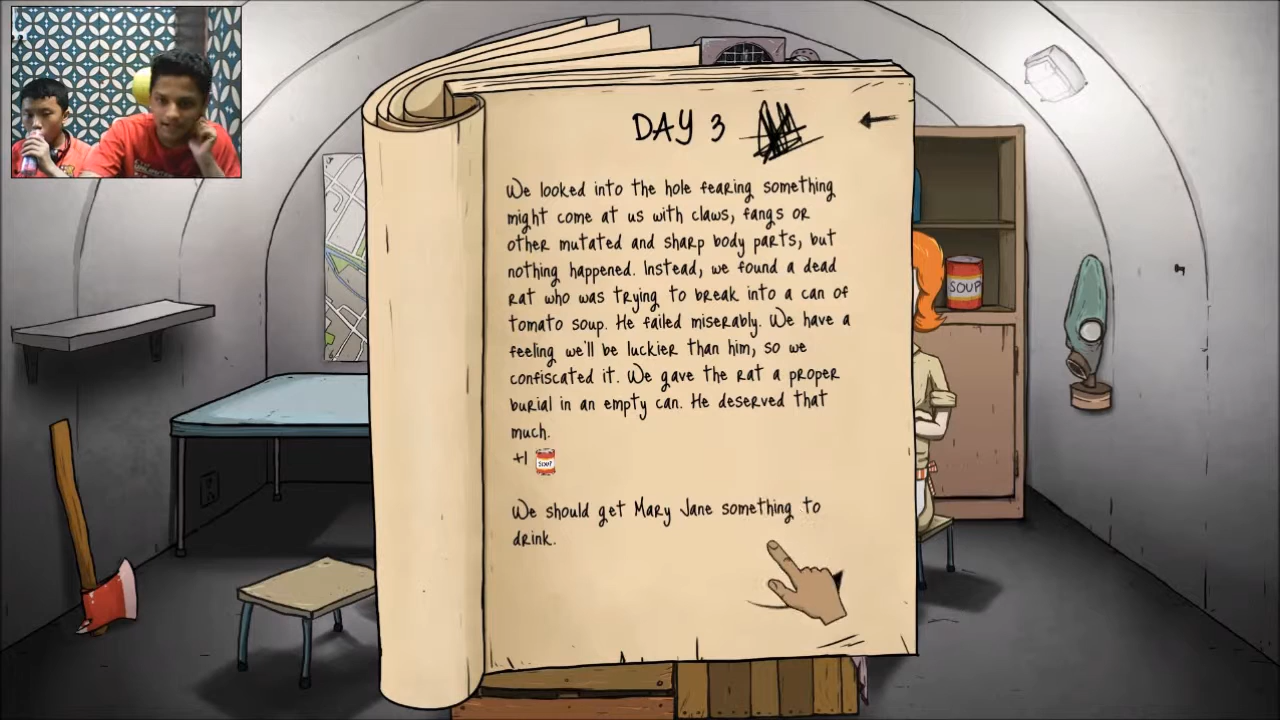 DAY 3
We looked into the hole fearing something
might come at us with claws, fangs or
other mutated and sharp body parts, but
nothing happened. Instead, we found a dead
rat who was trying to break into a can of
tomato soup. He failed miserably. We have a
feeling we'll be luckier than him, so we
confiscated it. We gave the rat a proper
burial in an empty can. He deserved that
much.
+1 SOUP
We should get Mary Jane something to
drink.
SOUP